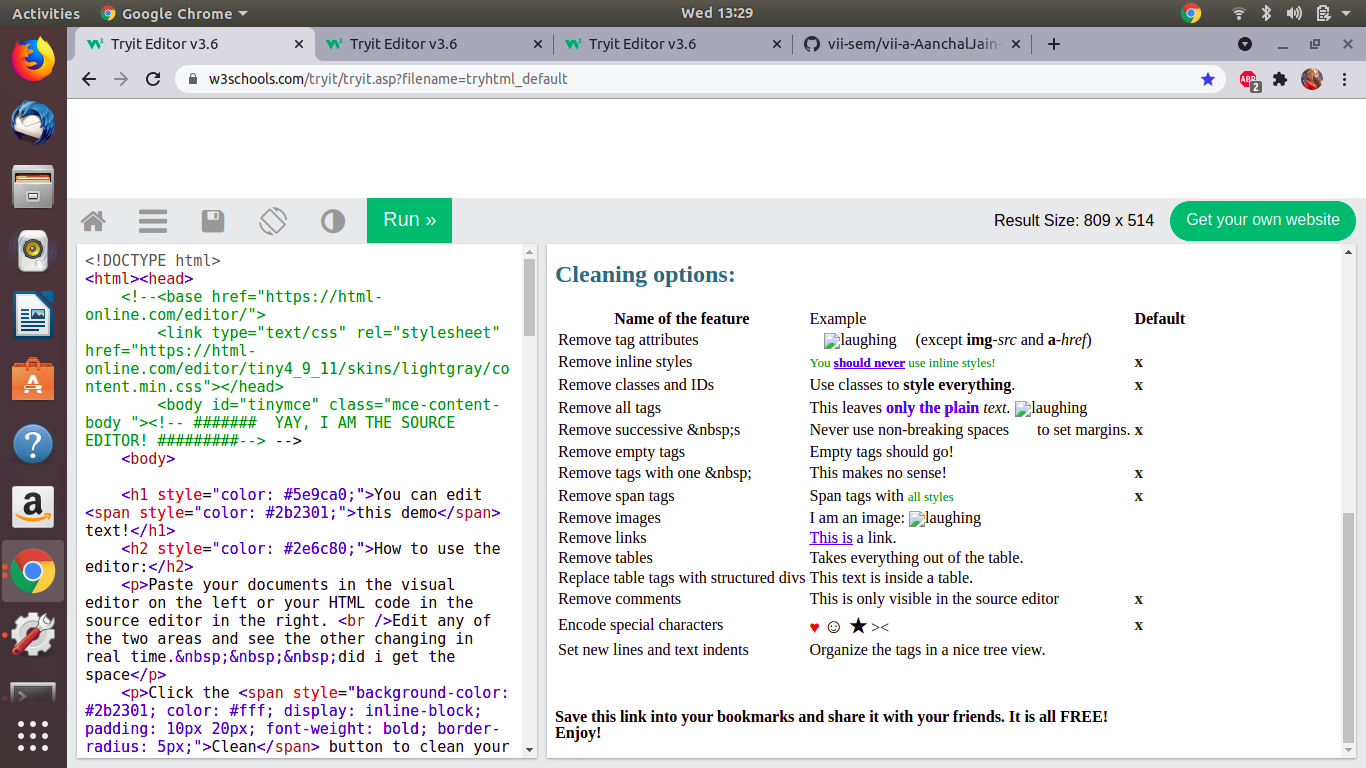 Activities Google Chrome Wed 13:29
Tryit Editor v3.6 Tryit Editor v3.6 Tryit Editor v3.6 vii-sem/vii-a-AanchalJain-
w3schools.com/tryit/tryit.asp?filename=tryhtml_default ABP 2
Run » Result Size: 809 x 514 Get your own website
<!DOCTYPE html>
<html><head>
<!--<base href="https://html-
online.com/editor/">
<link type="text/css" rel="stylesheet"
href="https://html-
online.com/editor/tiny4_9_11/skins/lightgray/co
ntent.min.css"></head>
<body id="tinymce" class="mce-content-
body "><!-- ####### YAY, I AM THE SOURCE
EDITOR! #########--> -->
<body>
<h1 style="color: #5e9ca0;">You can edit
<span style="color: #2b2301;">this demo</span>
text!</h1>
<h2 style="color: #2e6c80;">How to use the
editor:</h2>
<p>Paste your documents in the visual
editor on the left or your HTML code in the
source editor in the right. <br />Edit any of
the two areas and see the other changing in
real time.&nbsp;&nbsp;&nbsp;did i get the
space</p>
<p>Click the <span style="background-color:
#2b2301; color: #fff; display: inline-block;
padding: 10px 20px; font-weight: bold; border-
radius: 5px;">Clean</span> button to clean your
Cleaning options:
Name of the feature Example Default
Remove tag attributes laughing (except img-src and a-href)
Remove inline styles You should never use inline styles! x
Remove classes and IDs Use classes to style everything. x
Remove all tags This leaves only the plain text. laughing
Remove successive &nbsp;s Never use non-breaking spaces to set margins. x
Remove empty tags Empty tags should go!
Remove tags with one &nbsp; This makes no sense! x
Remove span tags Span tags with all styles x
Remove images I am an image: laughing
Remove links This is a link.
Remove tables Takes everything out of the table.
Replace table tags with structured divs This text is inside a table.
Remove comments This is only visible in the source editor x
Encode special characters ♥ ☺ ★ >< x
Set new lines and text indents Organize the tags in a nice tree view.
Save this link into your bookmarks and share it with your friends. It is all FREE!
Enjoy!